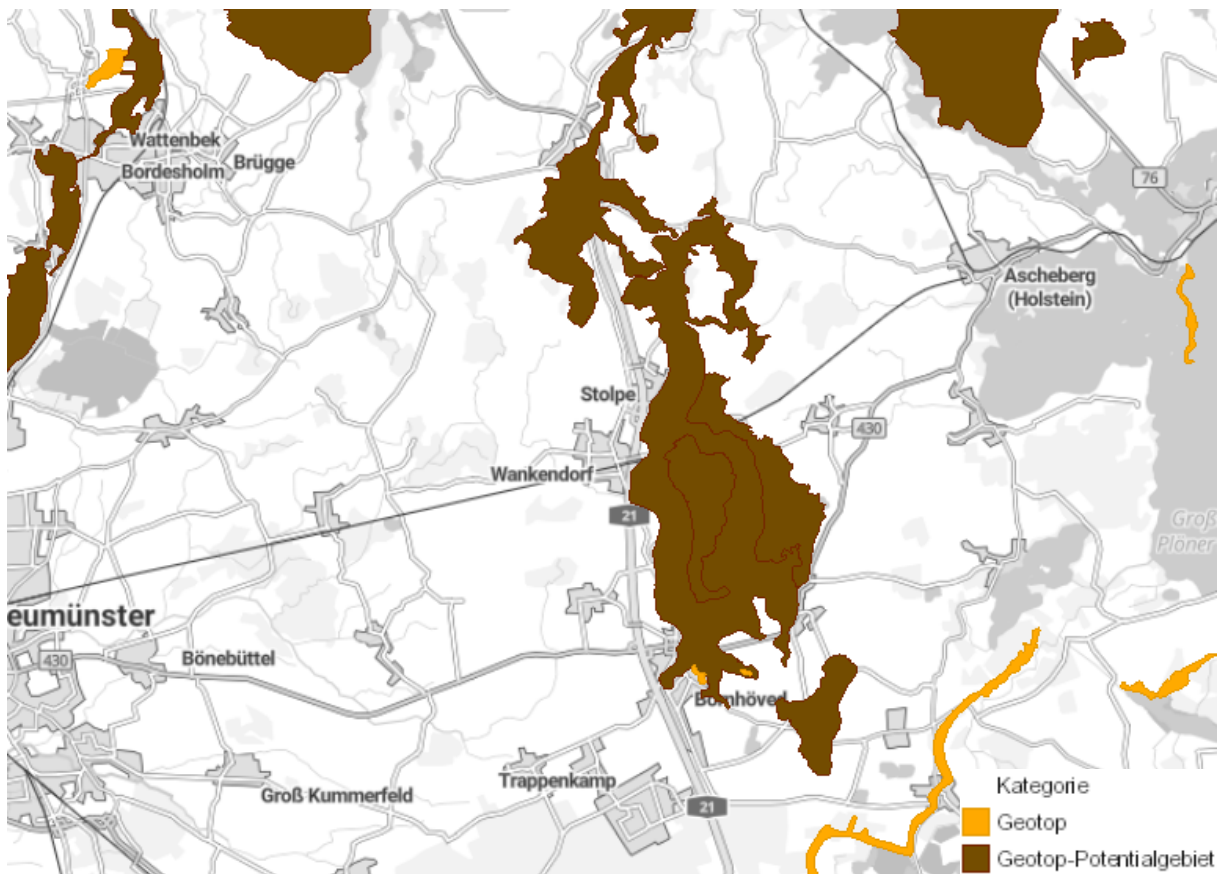 Wattenbek
Bordesholm
Brügge
76
Ascheberg
(Holstein)
Stolpe
430
Wankendorf
21
Groß
Plöner
eumünster
430
Bönebüttel
Bornhöved
Trappenkamp
Groß Kummerfeld
21
Kategorie
Geotop
Geotop-Potentialgebiet